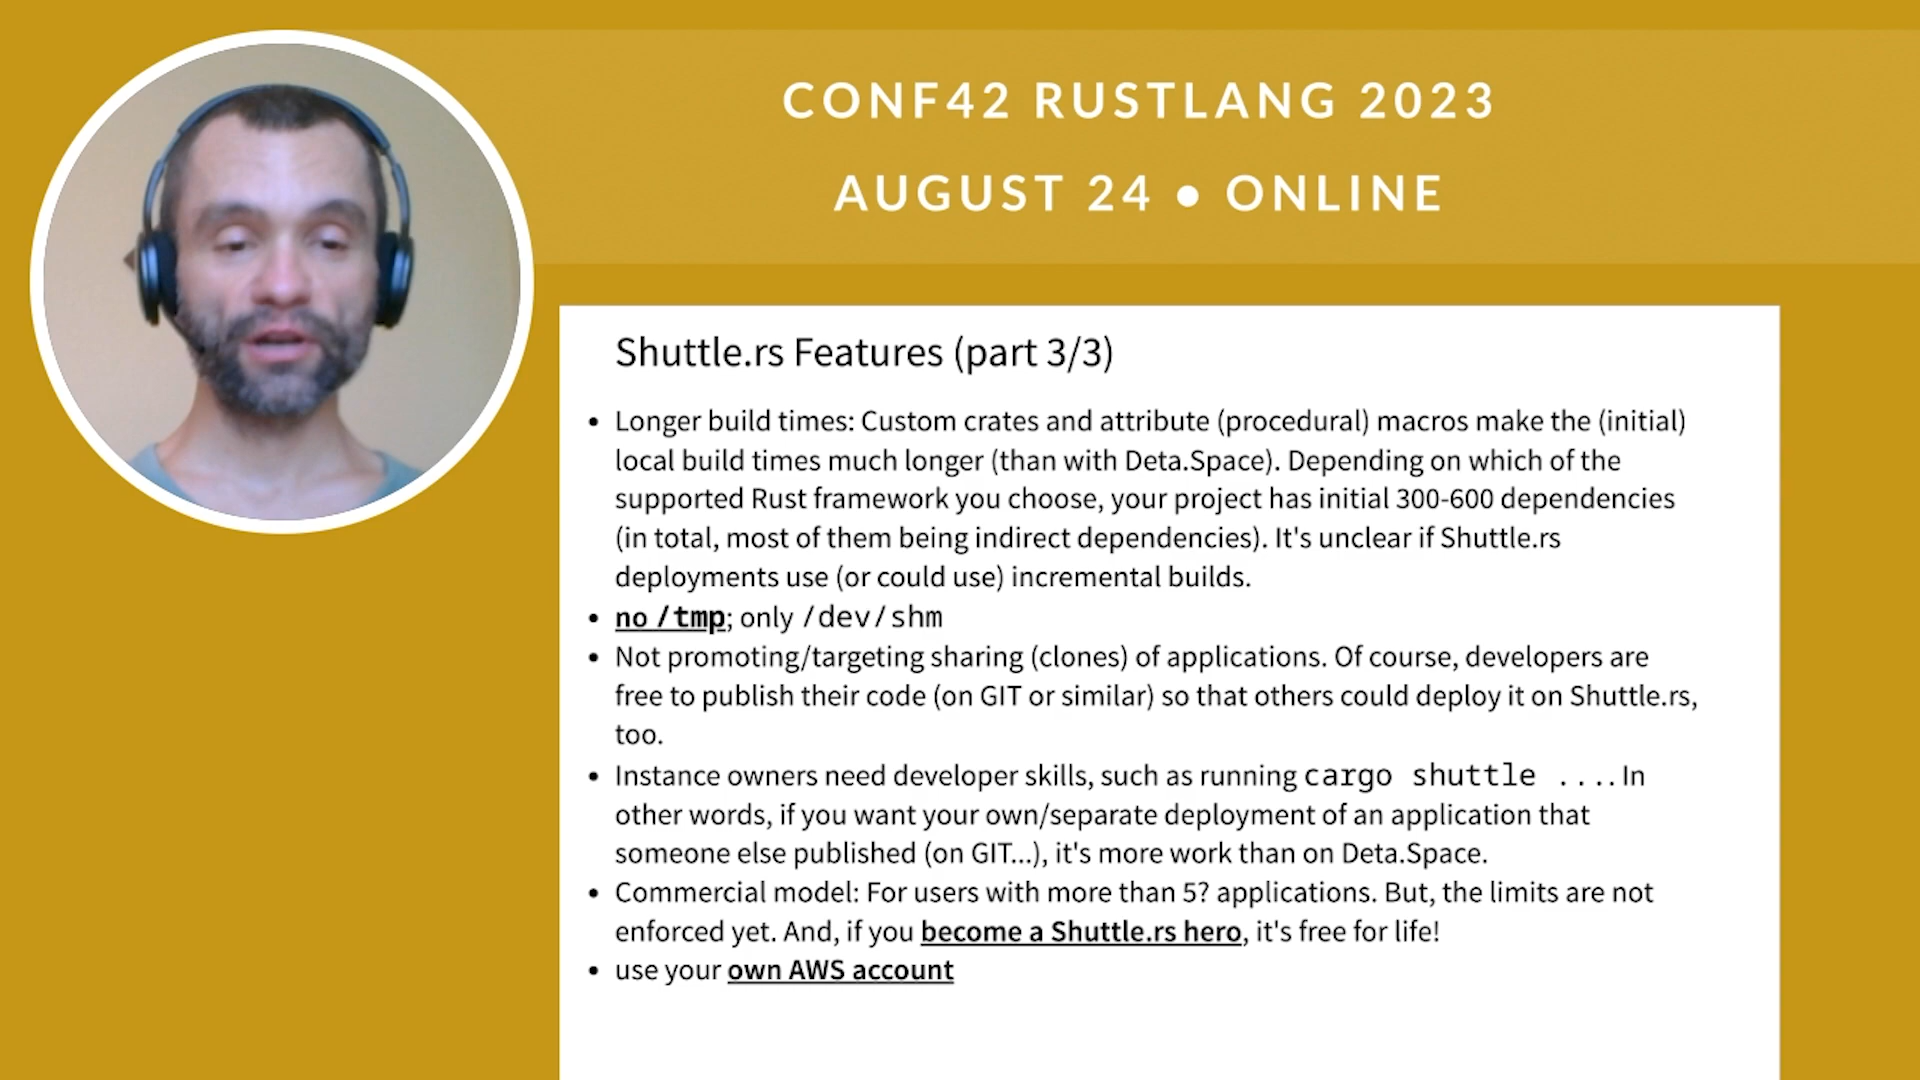 CONF42 RUSTLANG 2023
AUGUST 24 • ONLINE
Shuttle.rs Features (part 3/3)
• Longer build times: Custom crates and attribute (procedural) macros make the (initial)
local build times much longer (than with Deta.Space). Depending on which of the
supported Rust framework you choose, your project has initial 300-600 dependencies
(in total, most of them being indirect dependencies). It's unclear if Shuttle.rs
deployments use (or could use) incremental builds.
• no /tmp; only /dev/shm
• Not promoting/targeting sharing (clones) of applications. Of course, developers are
free to publish their code (on GIT or similar) so that others could deploy it on Shuttle.rs,
too.
• Instance owners need developer skills, such as running cargo shuttle .... In
other words, if you want your own/separate deployment of an application that
someone else published (on GIT...), it's more work than on Deta.Space.
• Commercial model: For users with more than 5? applications. But, the limits are not
enforced yet. And, if you become a Shuttle.rs hero, it's free for life!
• use your own AWS account